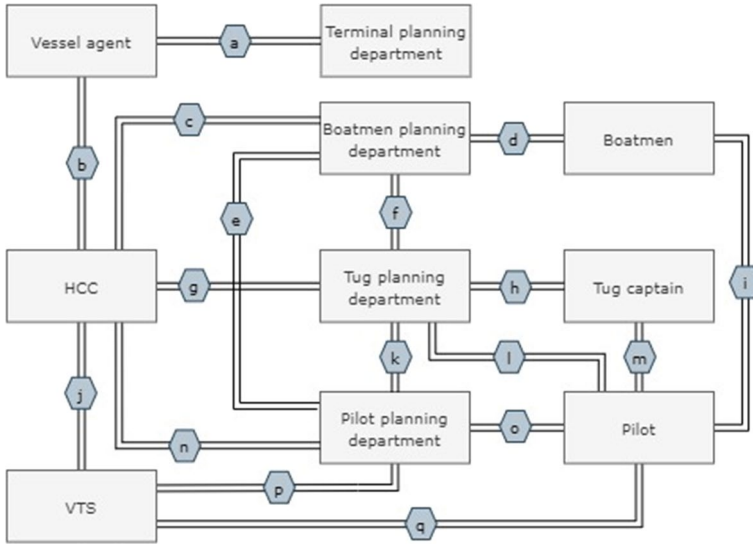 Vessel agent
a
Terminal planning
department
c
Boatmen planning
department
d
Boatmen
b
e
f
HCC
g
Tug planning
department
h
Tug captain
i
j
k
l
m
n
Pilot planning
department
o
Pilot
p
VTS
q